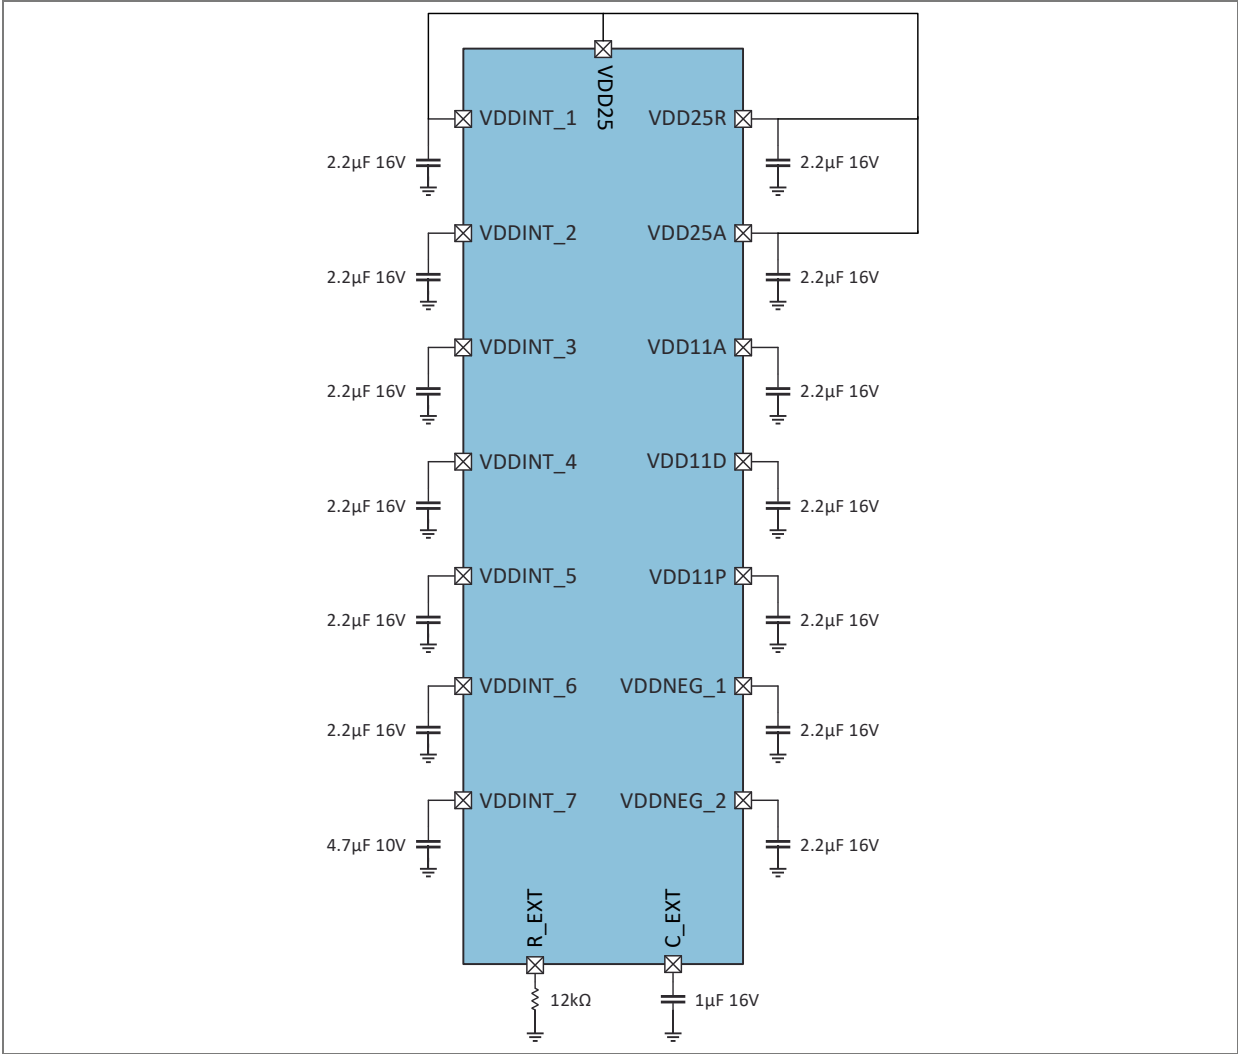 VDD25
VDDINT_1 VDD25R
2.2µF 16V 2.2µF 16V
VDDINT_2 VDD25A
2.2µF 16V 2.2µF 16V
VDDINT_3 VDD11A
2.2µF 16V 2.2µF 16V
VDDINT_4 VDD11D
2.2µF 16V 2.2µF 16V
VDDINT_5 VDD11P
2.2µF 16V 2.2µF 16V
VDDINT_6 VDDNEG_1
2.2µF 16V 2.2µF 16V
VDDINT_7 VDDNEG_2
4.7µF 10V 2.2µF 16V
R_EXT C_EXT
12kΩ 1µF 16V